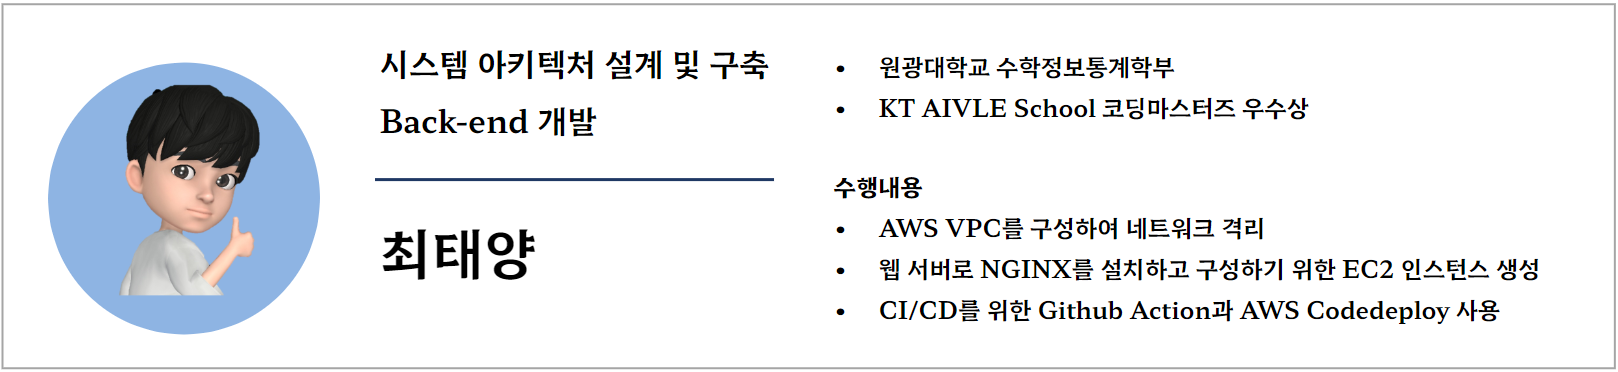 시스템 아키텍처 설계 및 구축
Back-end 개발
최태양
• 원광대학교 수학정보통계학부
• KT AIVLE School 코딩마스터즈 우수상
수행내용
• AWS VPC를 구성하여 네트워크 격리
• 웹 서버로 NGINX를 설치하고 구성하기 위한 EC2 인스턴스 생성
• CI/CD를 위한 Github Action과 AWS Codedeploy 사용